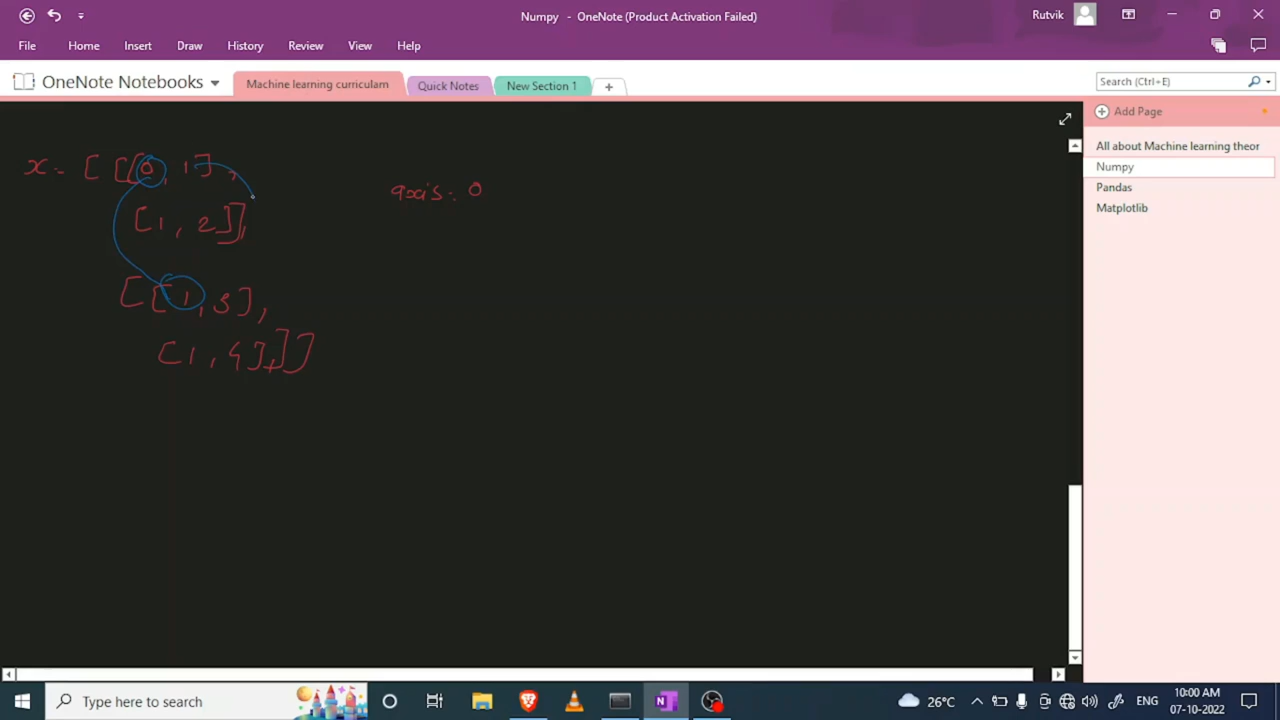 Numpy - OneNote (Product Activation Failed)
Rutvik
File Home Insert Draw History Review View Help
OneNote Notebooks
Machine learning curriculam
Quick Notes
New Section 1
+
Search (Ctrl+E)
Add Page
All about Machine learning theor
Numpy
Pandas
Matplotlib
x= [ [[0, 1],
[1, 2]],
[[1, 3],
[1, 4],]]
axis: 0
Type here to search
26°C
ENG
10:00 AM
07-10-2022